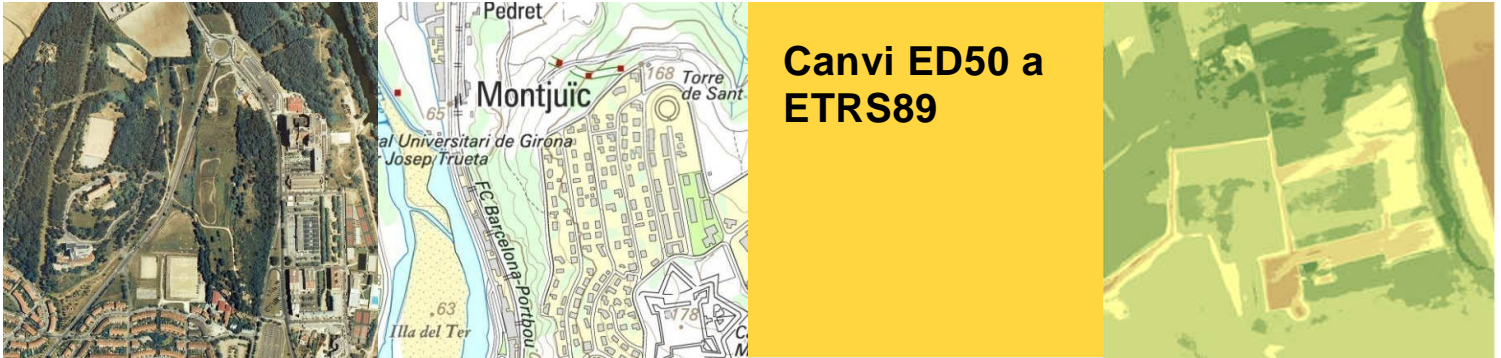 Pedret
Montjuïc
168
Torre
de Sant
65
al Universitari de Girona
r Josep Trueta
FC Barcelona-Portbou
63
Illa del Ter
178
C
M
Canvi ED50 a
ETRS89